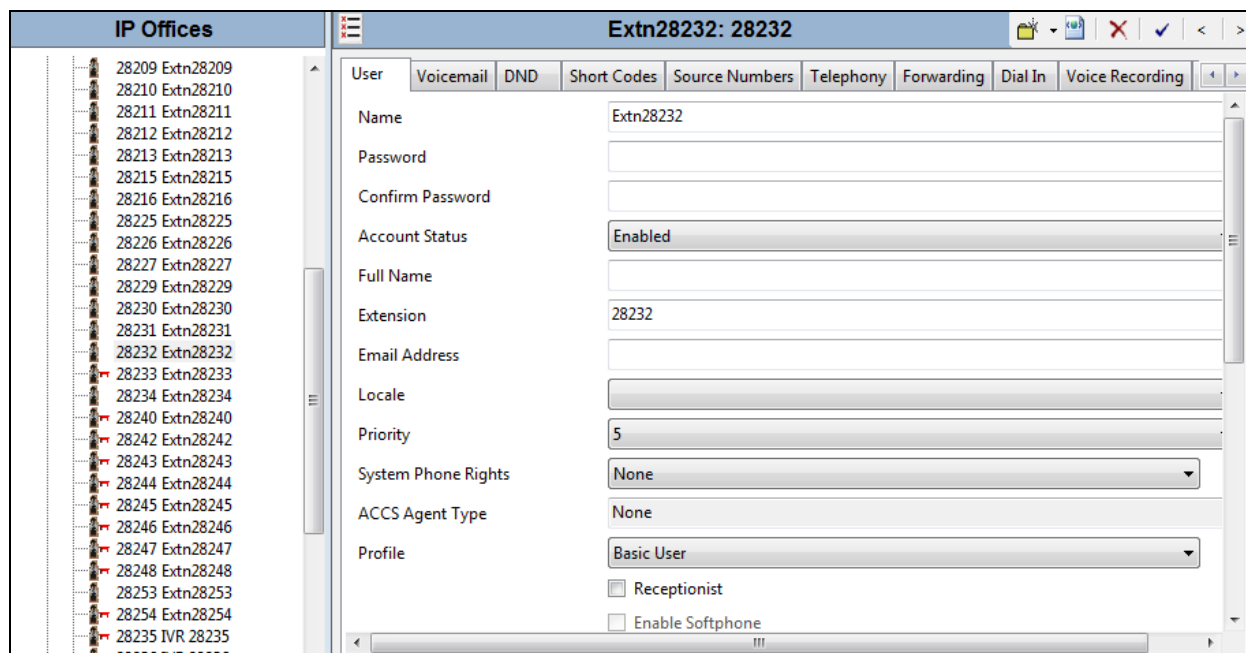 IP Offices
28209 Extn28209
28210 Extn28210
28211 Extn28211
28212 Extn28212
28213 Extn28213
28215 Extn28215
28216 Extn28216
28225 Extn28225
28226 Extn28226
28227 Extn28227
28229 Extn28229
28230 Extn28230
28231 Extn28231
28232 Extn28232
28233 Extn28233
28234 Extn28234
28240 Extn28240
28242 Extn28242
28243 Extn28243
28244 Extn28244
28245 Extn28245
28246 Extn28246
28247 Extn28247
28248 Extn28248
28253 Extn28253
28254 Extn28254
28235 IVR 28235
Extn28232: 28232
User Voicemail DND Short Codes Source Numbers Telephony Forwarding Dial In Voice Recording
Name Extn28232
Password
Confirm Password
Account Status Enabled
Full Name
Extension 28232
Email Address
Locale
Priority 5
System Phone Rights None
ACCS Agent Type None
Profile Basic User
Receptionist
Enable Softphone